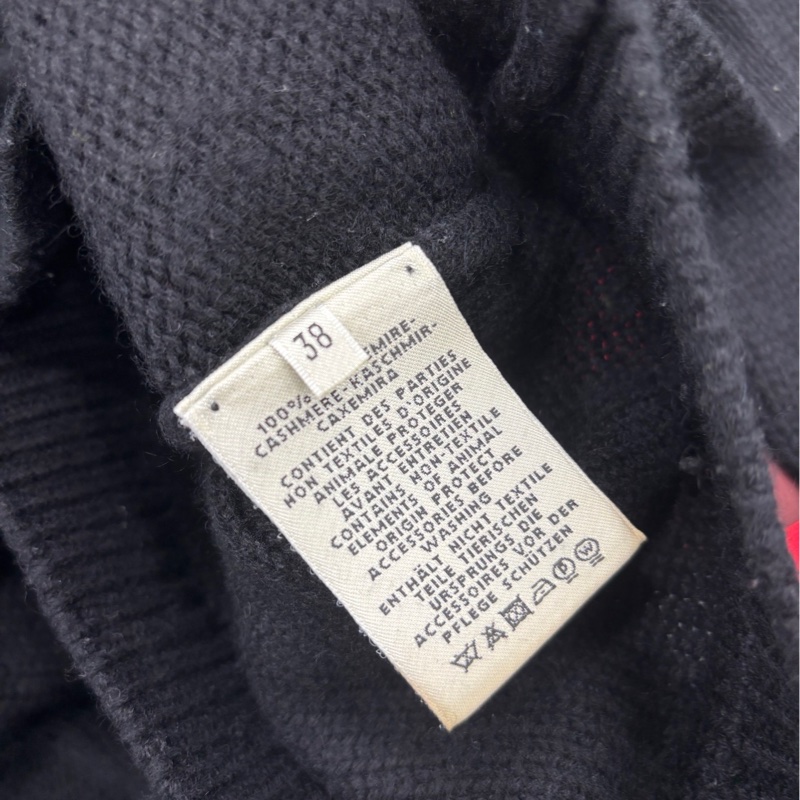 38
100% EMIRE-
CASHMERE-KASCHMIR-
CAXEMIRA
CONTIENT DES PARTIES
NON TEXTILES D'ORIGINE
ANIMALE PROTEGER
LES ACCESSOIRES
AVANT ENTRETIEN
CONTAINS NON-TEXTILE
ELEMENTS OF ANIMAL
ORIGIN PROTECT
ACCESSORIES BEFORE
WASHING
ENTHÄLT NICHT TEXTILE
TEILE TIERISCHEN
URSPRUNGS DIE
ACCESSOIRES VOR DER
PFLEGE SCHÜTZEN
P W